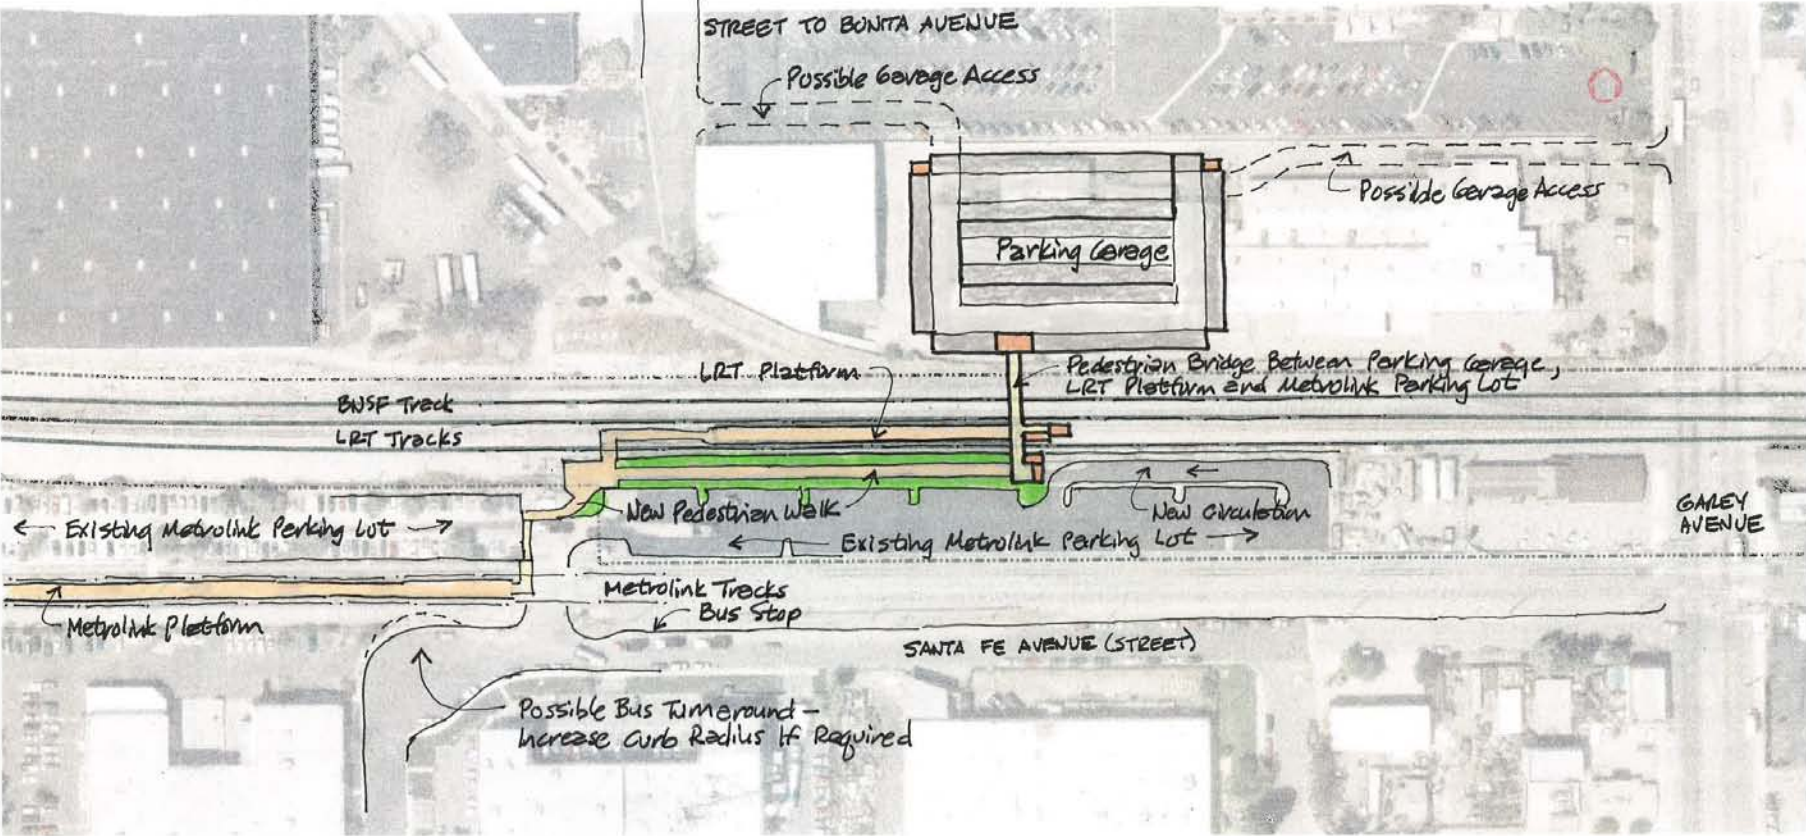 STREET TO BONITA AVENUE
Possible Garage Access
Possible Garage Access
Parking Garage
LRT Platform
Pedestrian Bridge Between Parking Garage,
LRT Platform and Metrolink Parking Lot
BNSF Track
LRT Tracks
New Pedestrian Walk
New Circulation
GAREY
AVENUE
Existing Metrolink Parking Lot
Existing Metrolink Parking Lot
Metrolink Tracks
Bus Stop
Metrolink Platform
SANTA FE AVENUE (STREET)
Possible Bus Turnaround –
Increase Curb Radius If Required